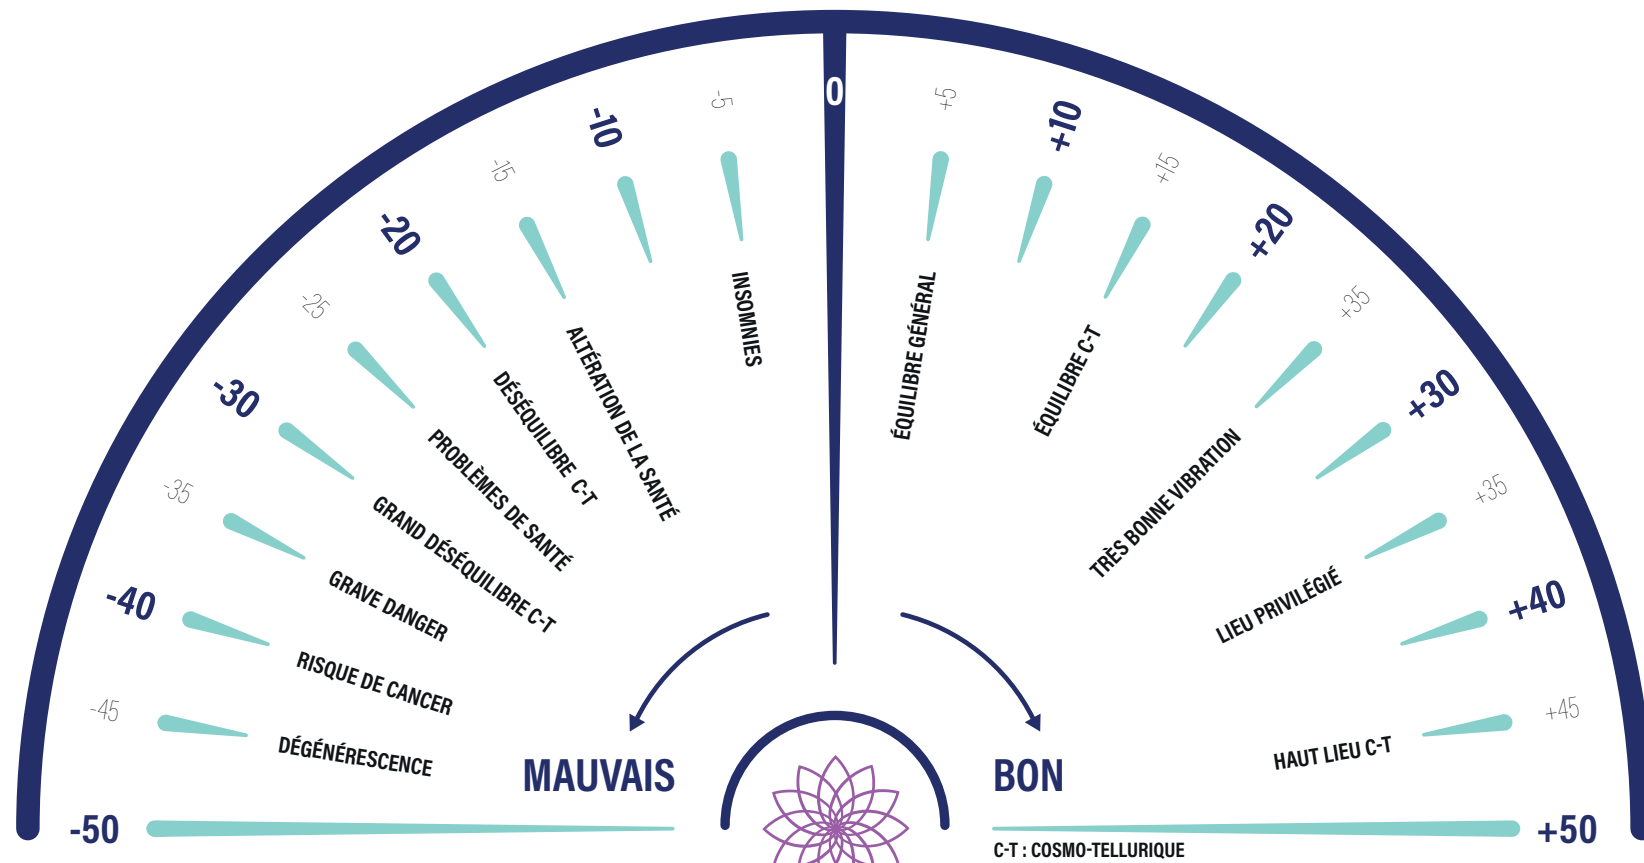 0
-5
-10
-15
-20
-25
-30
-35
-40
-45
-50
+5
+10
+15
+20
+35
+30
+35
+40
+45
+50
INSOMNIES
ALTÉRATION DE LA SANTÉ
DÉSÉQUILIBRE C-T
PROBLÈMES DE SANTÉ
GRAND DÉSÉQUILIBRE C-T
GRAVE DANGER
RISQUE DE CANCER
DÉGÉNÉRESCENCE
ÉQUILIBRE GÉNÉRAL
ÉQUILIBRE C-T
TRÈS BONNE VIBRATION
LIEU PRIVILÉGIÉ
HAUT LIEU C-T
MAUVAIS
BON
C-T : COSMO-TELLURIQUE